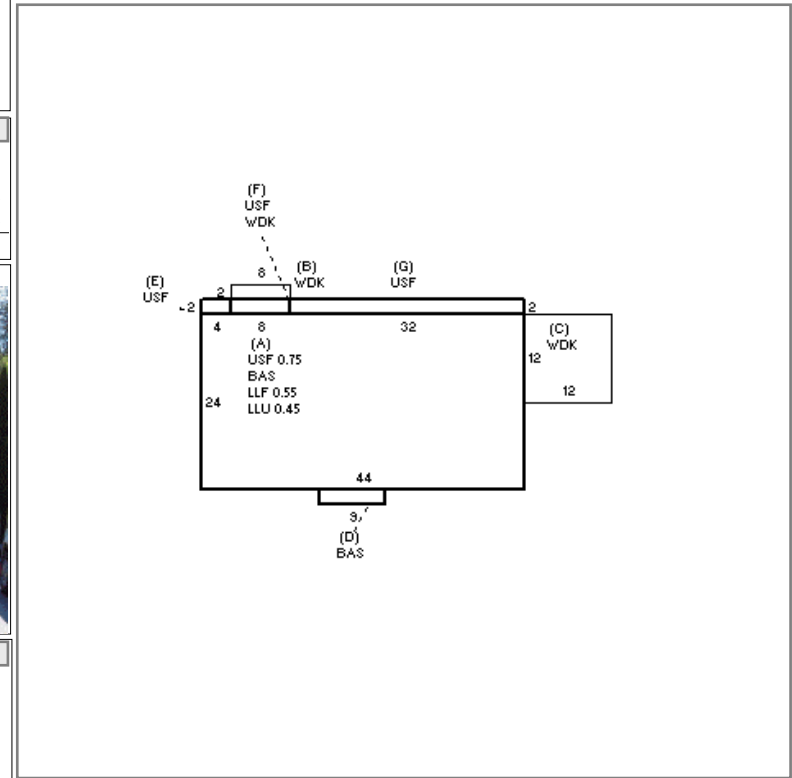 (F)
USF
WDK
8
(B)
WDK
(G)
USF
(E)
USF
2
2
2
4
8
32
(C)
WDK
12
12
(A)
USF 0.75
BAS
LLF 0.55
LLU 0.45
24
44
9
(D)
BAS